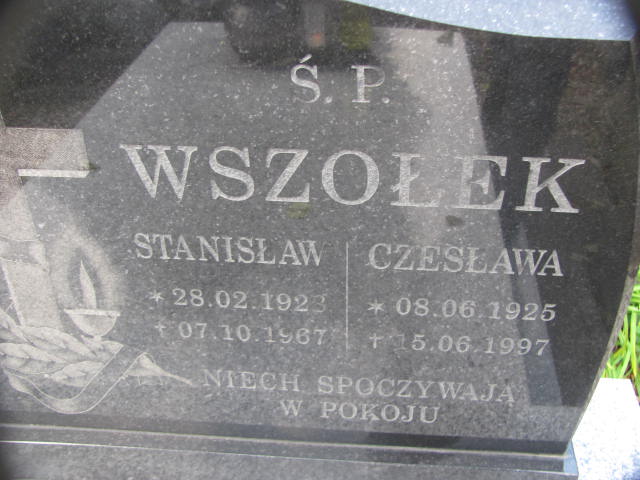 Ś. P.
WSZOŁEK
STANISŁAW
* 28.02.1923
+ 07.10.1967
CZESŁAWA
* 08.06.1925
+ 15.06.1997
NIECH SPOCZYWAJĄ
W POKOJU